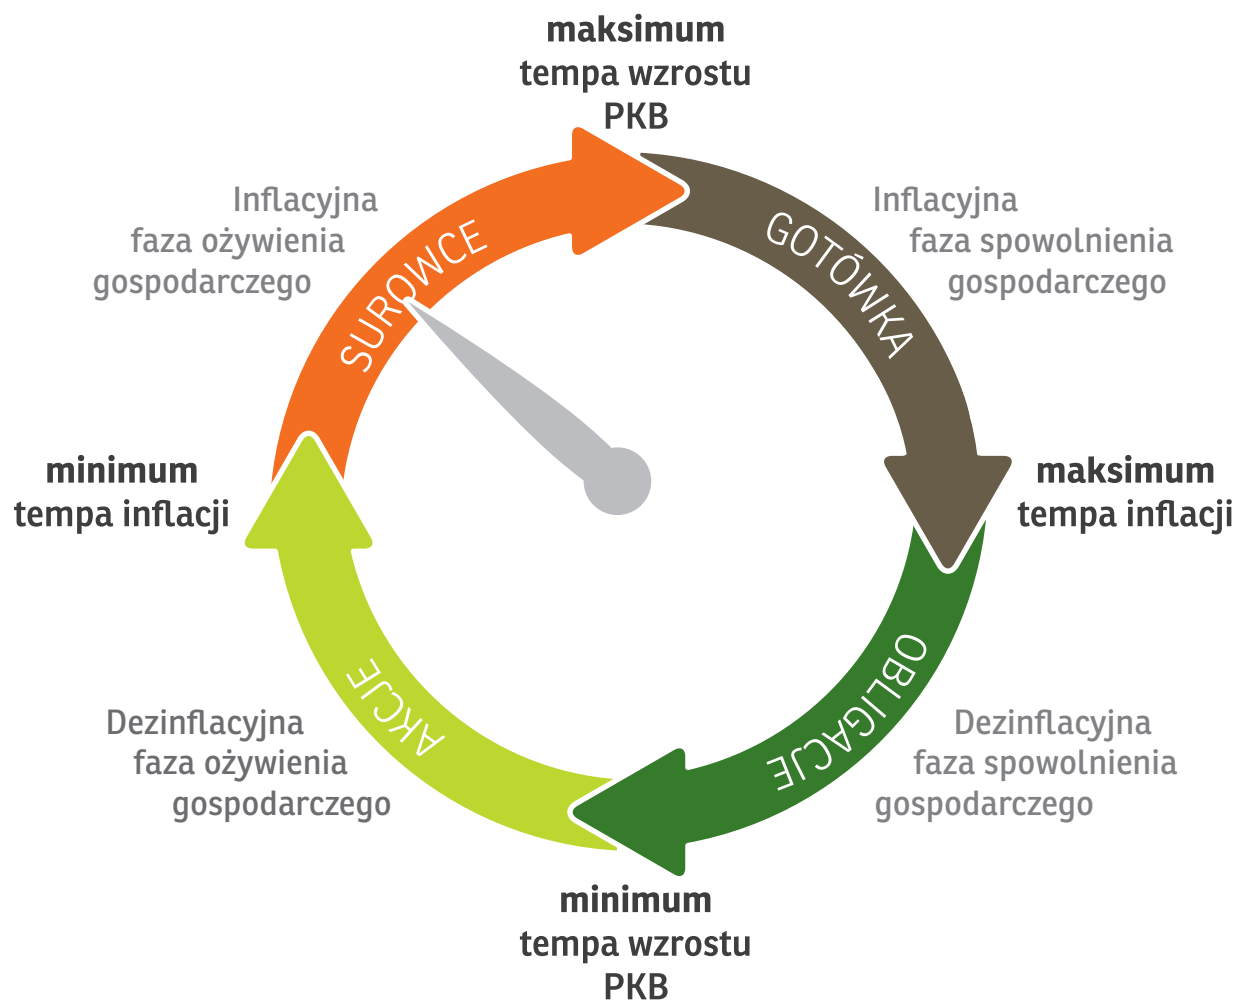 maksimum
tempa wzrostu
PKB
Inflacyjna
faza ożywienia
gospodarczego
Inflacyjna
faza spowolnienia
gospodarczego
SUROWCE
GOTÓWKA
minimum
tempa inflacji
maksimum
tempa inflacji
AKCJE
OBLIGACJE
Dezinflacyjna
faza ożywienia
gospodarczego
Dezinflacyjna
faza spowolnienia
gospodarczego
minimum
tempa wzrostu
PKB